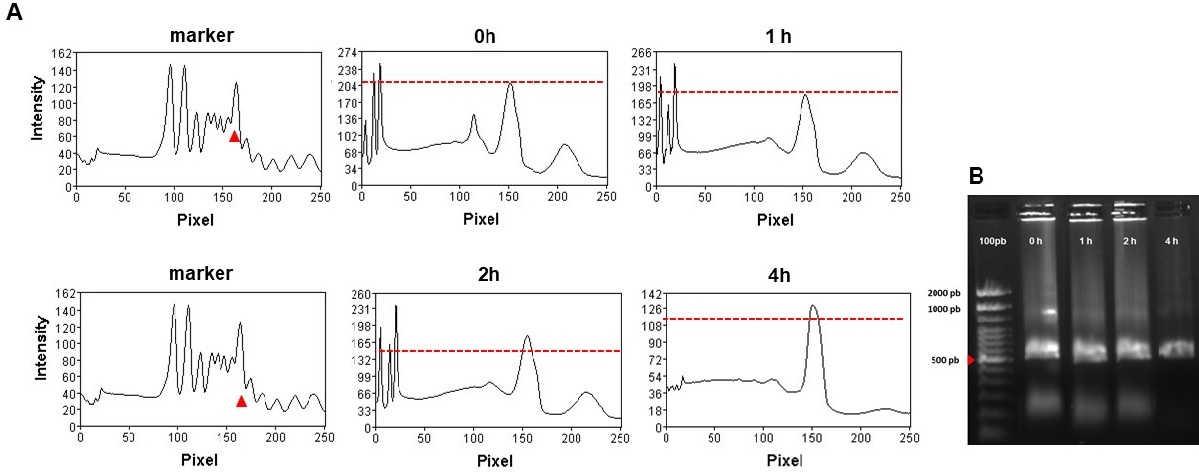 A
marker
0h
1 h
Intensity
162
140
120
100
80
60
40
20
0
0 50 100 150 200 250
Pixel
274
238
204
170
136
102
68
34
0
0 50 100 150 200 250
Pixel
266
231
198
165
132
99
66
33
0
0 50 100 150 200 250
Pixel
marker
2h
4h
Intensity
162
140
120
100
80
60
40
20
0
0 50 100 150 200 250
Pixel
260
231
198
165
132
99
66
33
0
0 50 100 150 200 250
Pixel
142
126
108
90
72
54
36
18
0
0 50 100 150 200 250
Pixel
B
100pb 0 h 1 h 2 h 4 h
2000 pb
1000 pb
500 pb